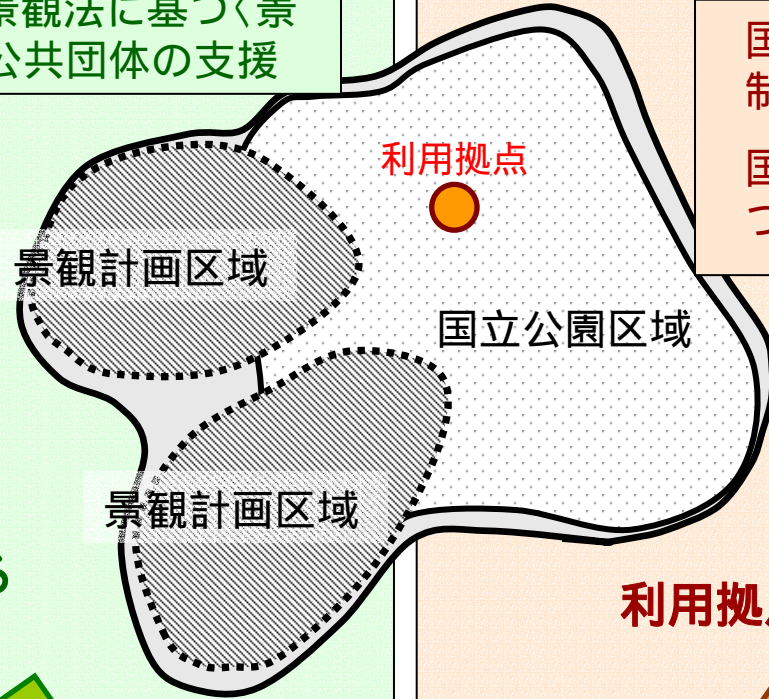 景観法に基づく景
公共団体の支援
国
制
国
つ
利用拠点
景観計画区域
国立公園区域
景観計画区域
る
利用拠